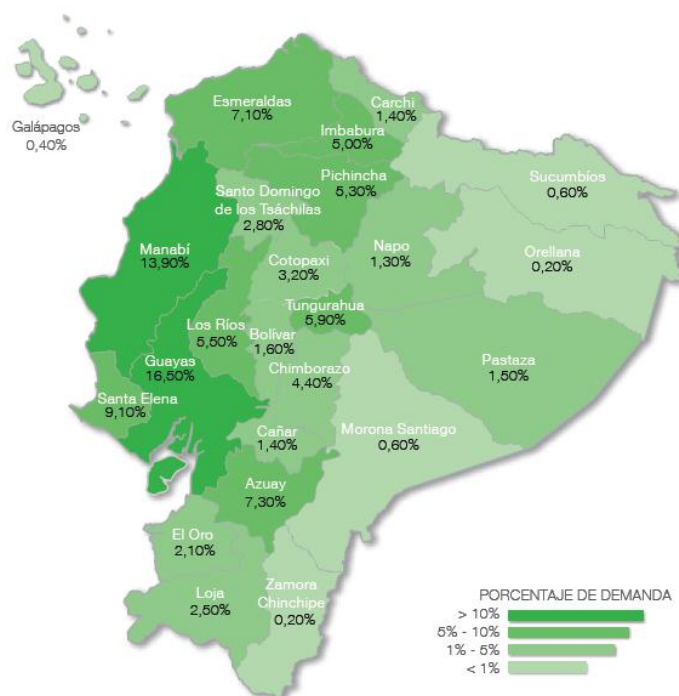 Galápagos
0,40%
Esmeraldas
7,10%
Carchi
1,40%
Imbabura
5,00%
Pichincha
5,30%
Sucumbíos
0,60%
Santo Domingo
de los Tsáchilas
2,80%
Manabí
13,90%
Cotopaxi
3,20%
Napo
1,30%
Orellana
0,20%
Tungurahua
5,90%
Los Ríos
5,50%
Bolívar
1,60%
Guayas
16,50%
Chimborazo
4,40%
Pastaza
1,50%
Santa Elena
9,10%
Cañar
1,40%
Morona Santiago
0,60%
Azuay
7,30%
El Oro
2,10%
Loja
2,50%
Zamora
Chinchipe
0,20%
PORCENTAJE DE DEMANDA
> 10%
5% - 10%
1% - 5%
< 1%